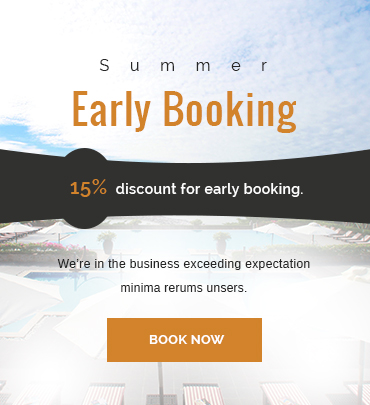 Summer
Early Booking
15% discount for early booking.
We're in the business exceeding expectation
minima rerums unsers.
BOOK NOW